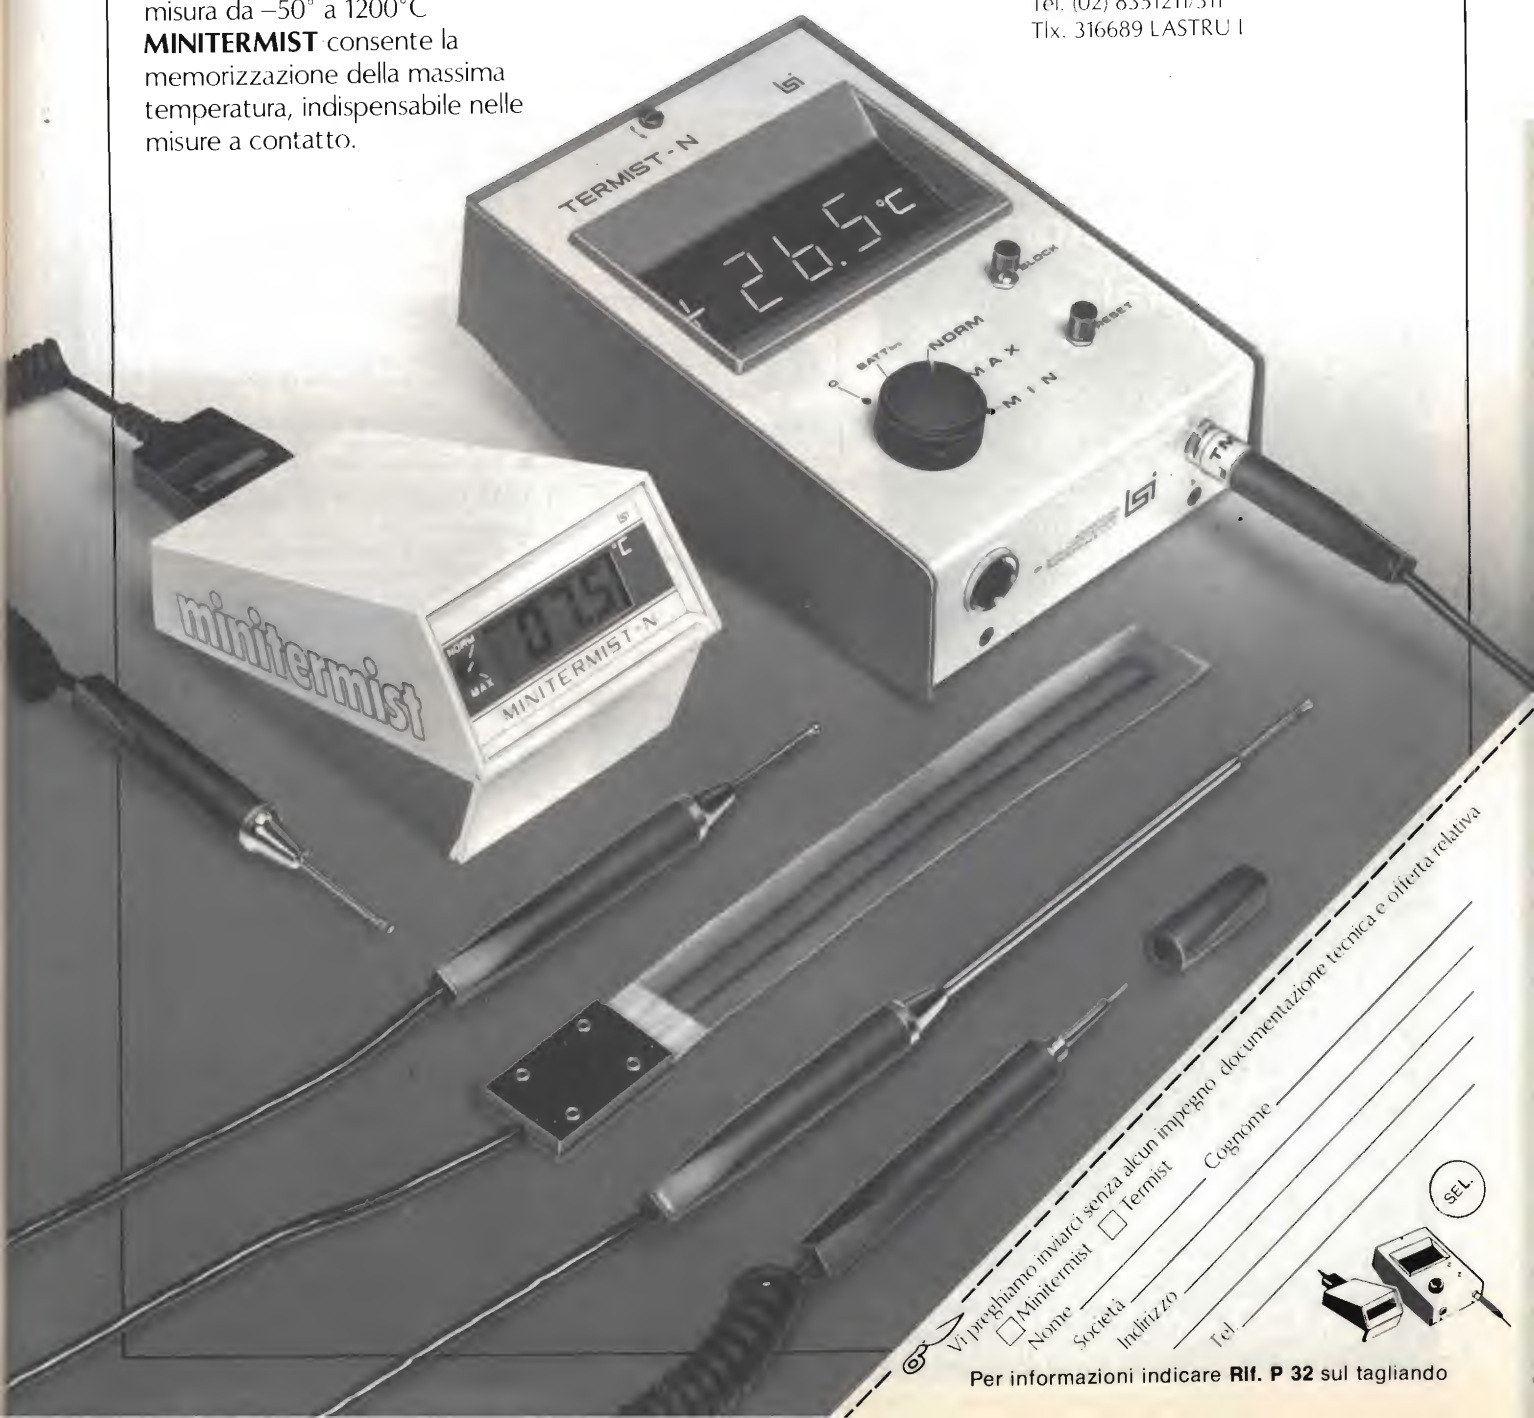 misura da –50° a 1200°C
MINITERMIST consente la
memorizzazione della massima
temperatura, indispensabile nelle
misure a contatto.
Tlx. 316689 LASTRU I
lsi
TERMIST - N
+ 26.5 °C
BLOCK
RESET
O
BATT
NORM
MAX
MIN
TM
lsi
minitermist
lsi
°C
07.5
NORM
MAX
MINITERMIST-N
Vi preghiamo inviarci senza alcun impegno documentazione tecnica e offerta relativa
Minitermist Termist
Nome Cognome
Società
Indirizzo
Tel.
SEL.
Per informazioni indicare Rif. P 32 sul tagliando